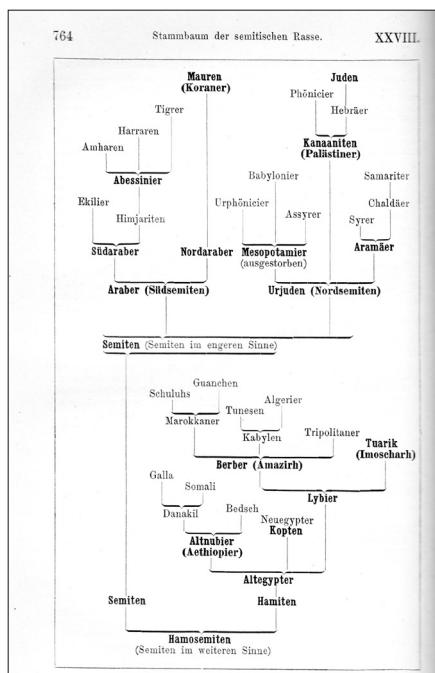 764 Stammbaum der semitischen Rasse. XXVIII.
Mauren
(Koraner)
Juden
Phönicier
Hebräer
Tigrer
Harraren
Amharen
Kanaaniten
(Palästiner)
Abessinier
Babylonier
Samariter
Ekilier
Himjariten
Urphönicier
Assyrer
Chaldäer
Syrer
Südaraber
Nordaraber
Mesopotamier
(ausgestorben)
Aramäer
Araber (Südsemiten)
Urjuden (Nordsemiten)
Semiten (Semiten im engeren Sinne)
Guanchen
Schuluhs
Algerier
Tunesen
Marokkaner
Kabylen
Tripolitaner
Tuarik
(Imoscharh)
Berber (Amazirh)
Galla
Somali
Lybier
Danakil
Bedsch
Neuegypter
Kopten
Altnubier
(Aethiopier)
Altegypter
Semiten
Hamiten
Hamosemiten
(Semiten im weiteren Sinne)